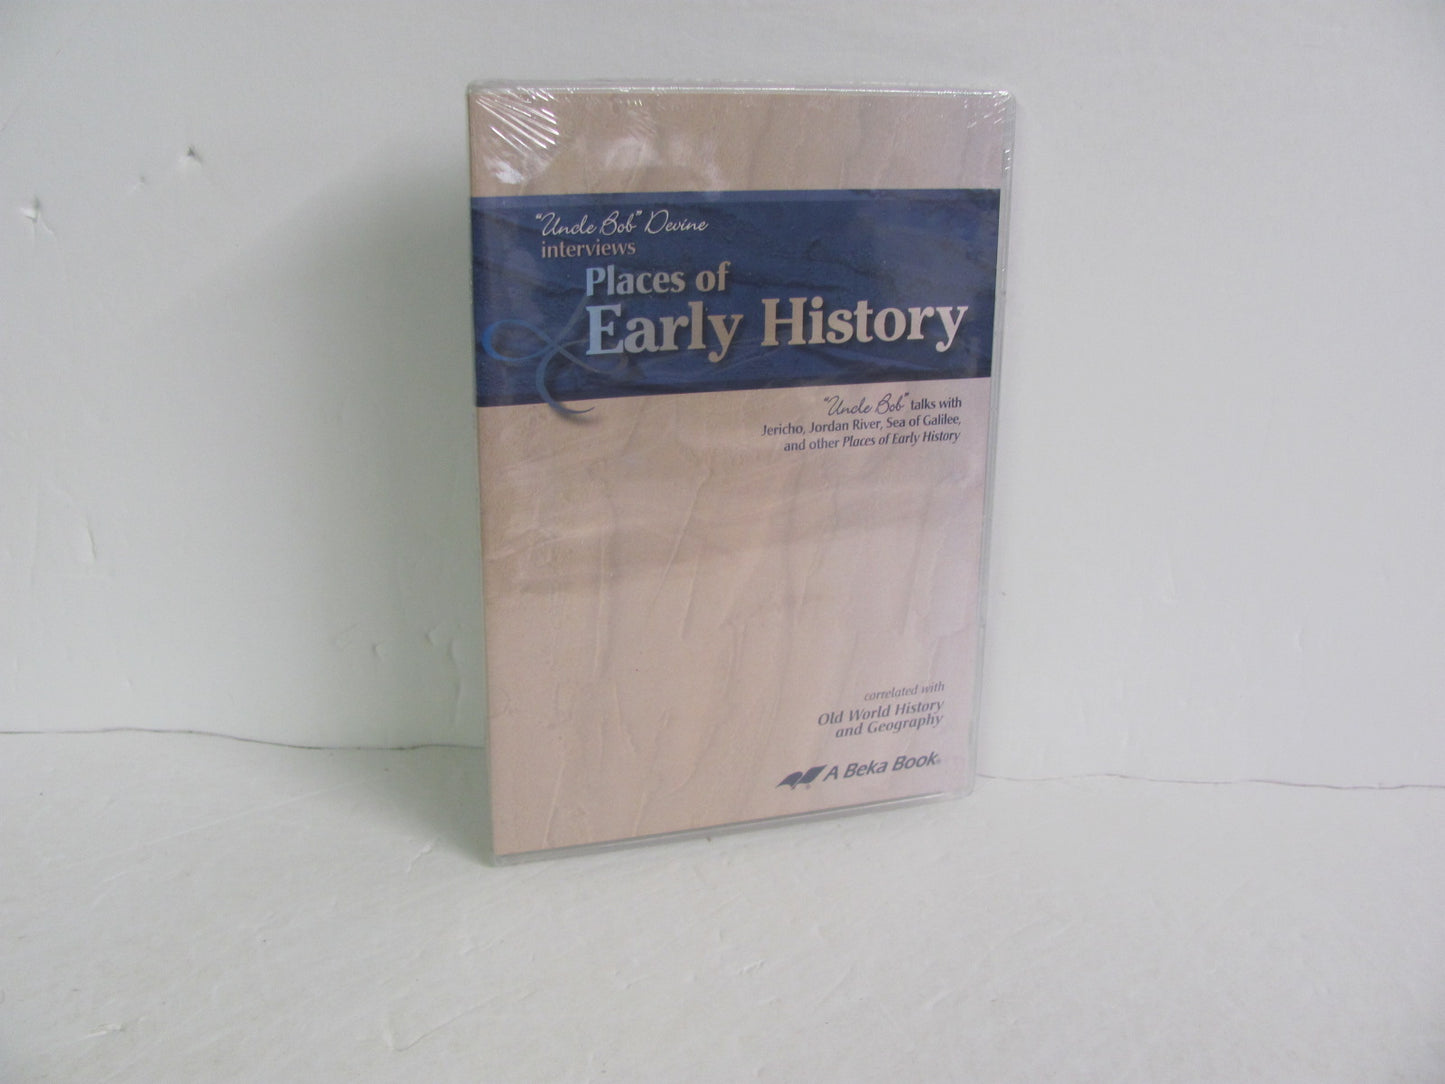 "Uncle Bob" Devine
interviews
Places of
Early History
"Uncle Bob" talks with
Jericho, Jordan River, Sea of Galilee,
and other Places of Early History
correlated with
Old World History
and Geography
A Beka Book®